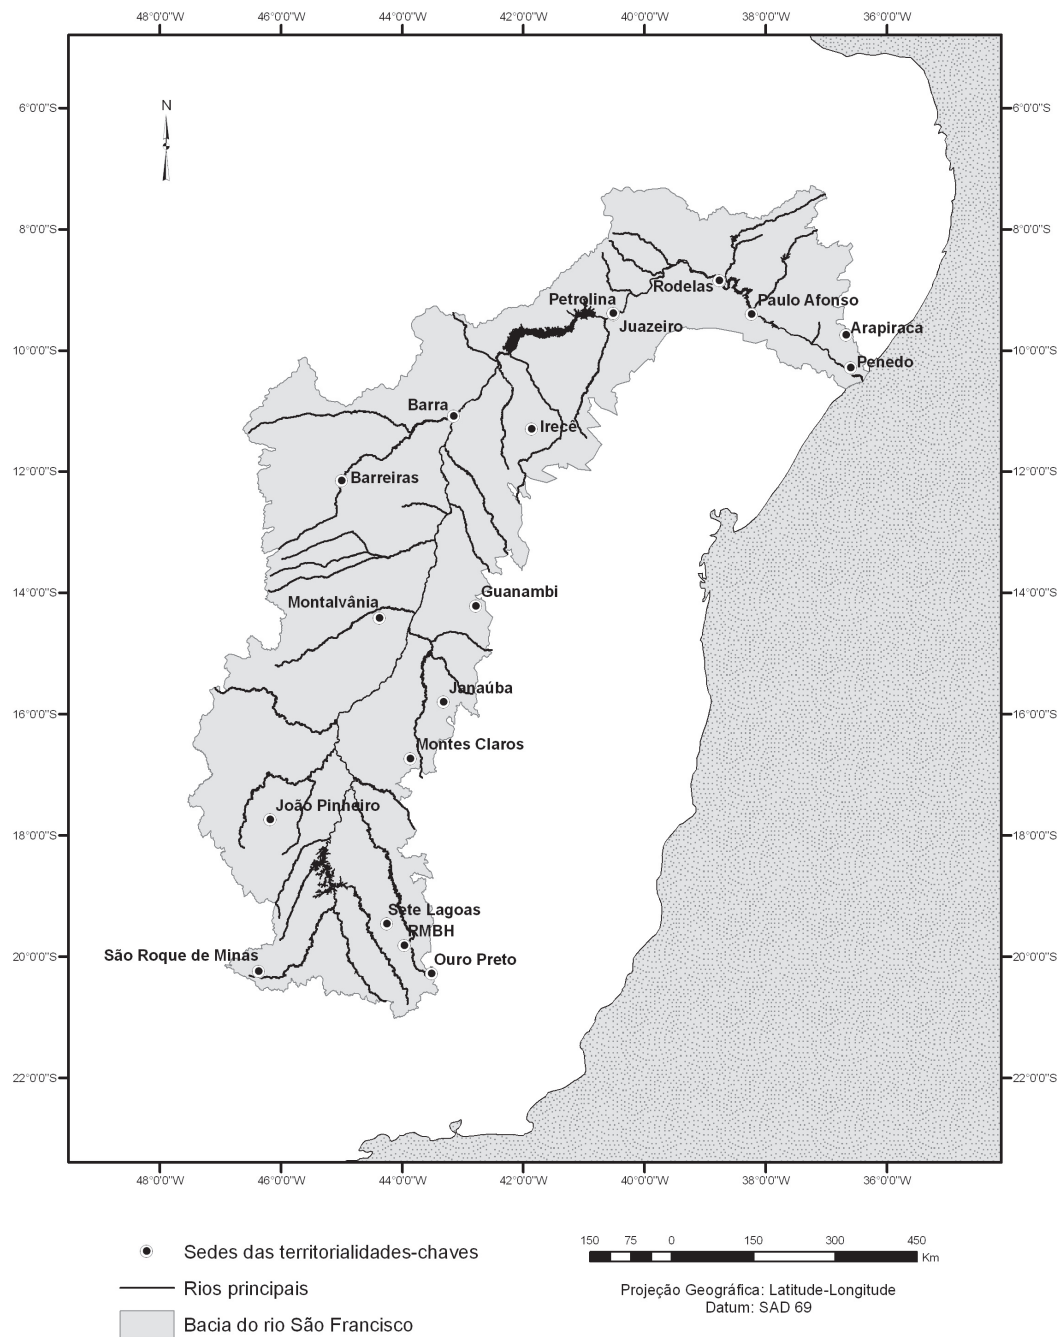 48°0'0"W 46°0'0"W 44°0'0"W 42°0'0"W 40°0'0"W 38°0'0"W 36°0'0"W
N
6°0'0"S 6°0'0"S
8°0'0"S 8°0'0"S
Rodelas
Petrolina Paulo Afonso
Juazeiro Arapiraca
10°0'0"S 10°0'0"S
Penedo
Barra
Irecê
12°0'0"S 12°0'0"S
Barreiras
14°0'0"S 14°0'0"S
Guanambi
Montalvânia
Janaúba
16°0'0"S 16°0'0"S
Montes Claros
João Pinheiro
18°0'0"S 18°0'0"S
Sete Lagoas
RMBH
São Roque de Minas Ouro Preto
20°0'0"S 20°0'0"S
22°0'0"S 22°0'0"S
48°0'0"W 46°0'0"W 44°0'0"W 42°0'0"W 40°0'0"W 38°0'0"W 36°0'0"W
Sedes das territorialidades-chaves
Rios principais
Bacia do rio São Francisco
150 75 0 150 300 450
Km
Projeção Geográfica: Latitude-Longitude
Datum: SAD 69